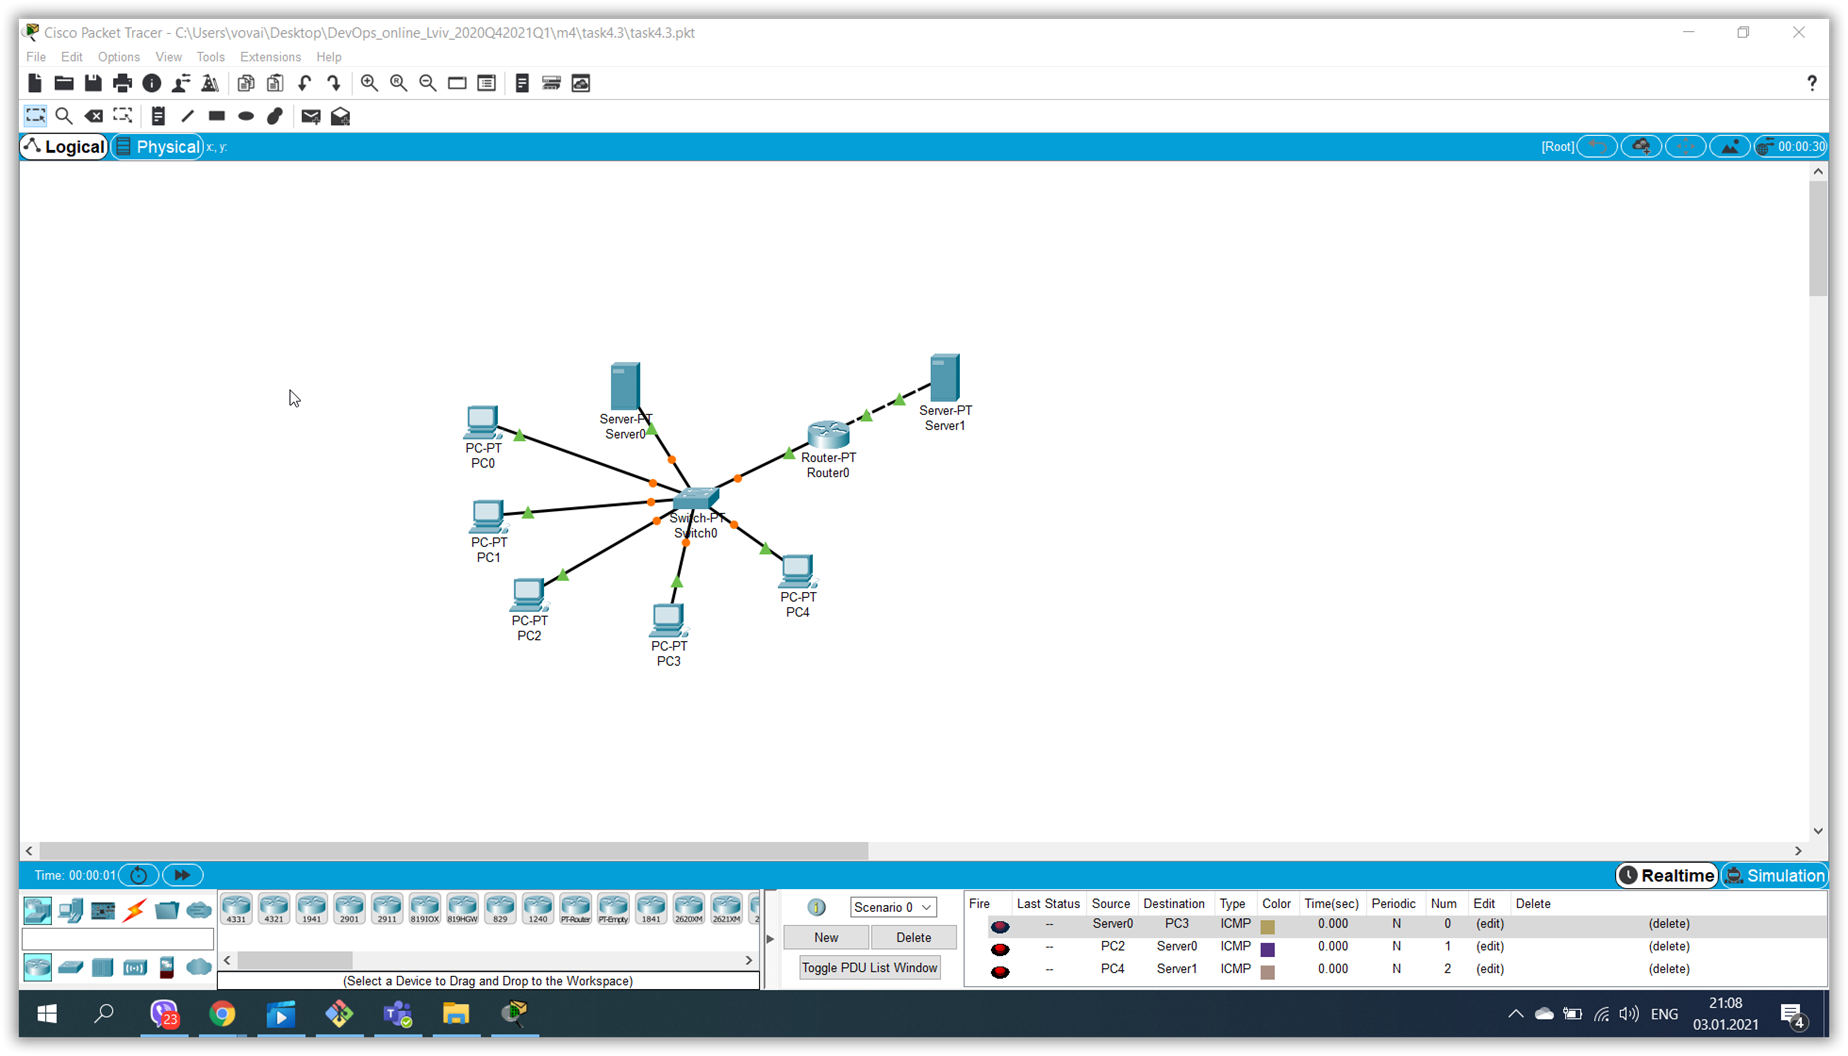 Cisco Packet Tracer - C:\Users\vovai\Desktop\DevOps_online_Lviv_2020Q42021Q1\m4\task4.3\task4.3.pkt
File Edit Options View Tools Extensions Help
Logical Physical x:, y: [Root] 00:00:30
Server-PT
Server0
Server-PT
Server1
PC-PT
PC0
Router-PT
Router0
PC-PT
PC1
Switch-PT
Switch0
PC-PT
PC2
PC-PT
PC4
PC-PT
PC3
Time: 00:00:01 Realtime Simulation
4331 4321 1941 2901 2911 819IOX 819HGW 829 1240 PT-Router PT-Empty 1841 2620XM 2621XM 2
(Select a Device to Drag and Drop to the Workspace)
Scenario 0
New Delete
Toggle PDU List Window
Fire Last Status Source Destination Type Color Time(sec) Periodic Num Edit Delete
-- Server0 PC3 ICMP 0.000 N 0 (edit) (delete)
-- PC2 Server0 ICMP 0.000 N 1 (edit) (delete)
-- PC4 Server1 ICMP 0.000 N 2 (edit) (delete)
23
ENG
21:08
03.01.2021
4